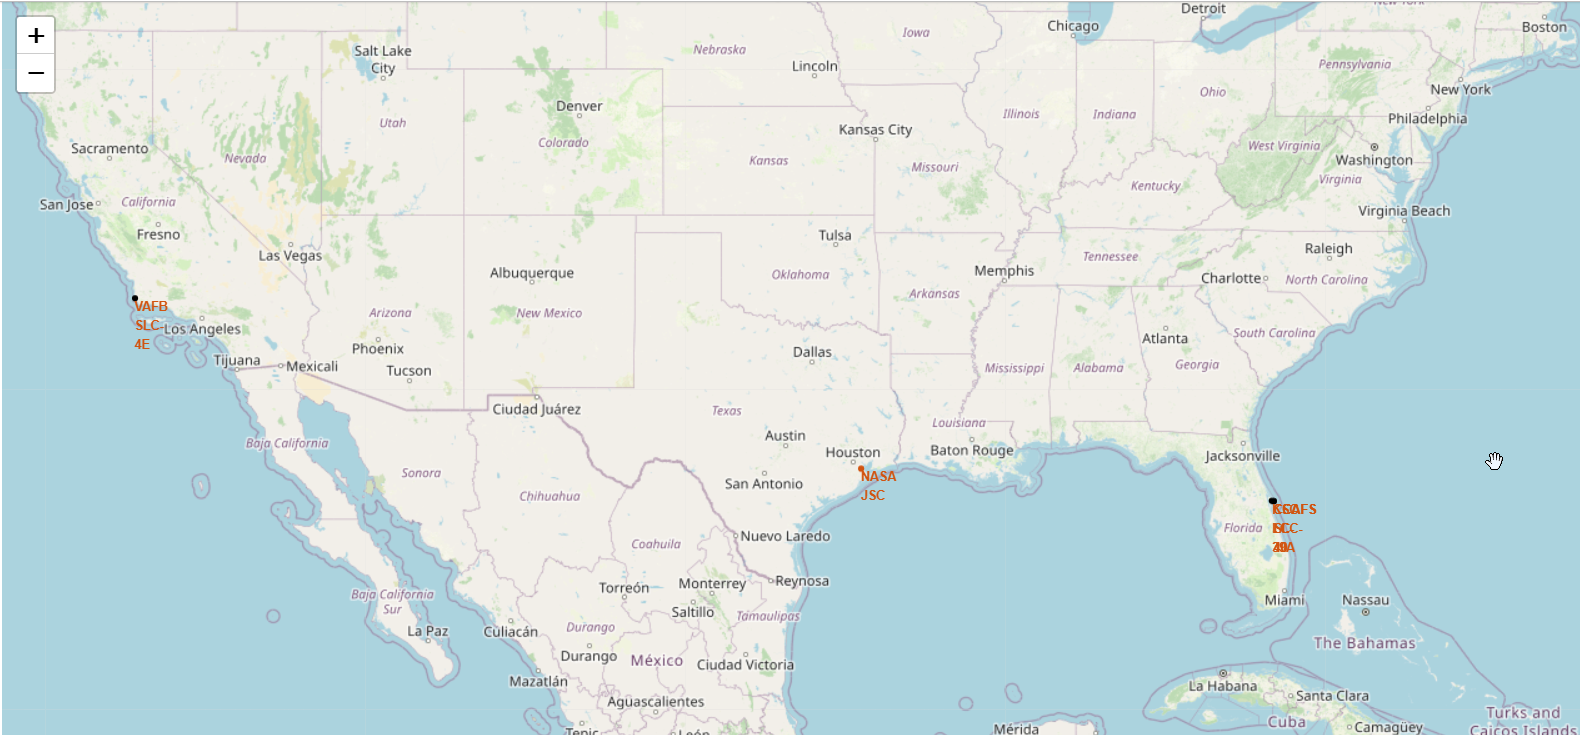 +
−
Detroit
Chicago
Boston
Salt Lake
City
Nebraska
Iowa
Lincoln
Pennsylvania
New York
Ohio
Denver
Illinois
Indiana
Philadelphia
Utah
Colorado
Kansas City
Sacramento
Nevada
Kansas
Missouri
West Virginia
Washington
Virginia
Kentucky
San Jose
California
Virginia Beach
Fresno
Tulsa
Las Vegas
Raleigh
Tennessee
Albuquerque
Oklahoma
Memphis
Charlotte
North Carolina
Arkansas
VAFB
SLC-
4E
Los Angeles
Arizona
New Mexico
South Carolina
Atlanta
Phoenix
Dallas
Tijuana
Mexicali
Tucson
Mississippi
Alabama
Georgia
Ciudad Juárez
Texas
Louisiana
Austin
Baja California
Houston
Baton Rouge
Jacksonville
Sonora
San Antonio
NASA
JSC
Chihuahua
Florida
Nuevo Laredo
Coahuila
Torreón
Monterrey
Reynosa
Baja California
Sur
Saltillo
Tamaulipas
Miami
Nassau
La Paz
Culiacán
Durango
The Bahamas
Durango
México
Ciudad Victoria
Mazatlán
La Habana
Santa Clara
Aguascalientes
Cuba
Camagüey
Turks and
Caicos Islands
Mérida
Tepic
León